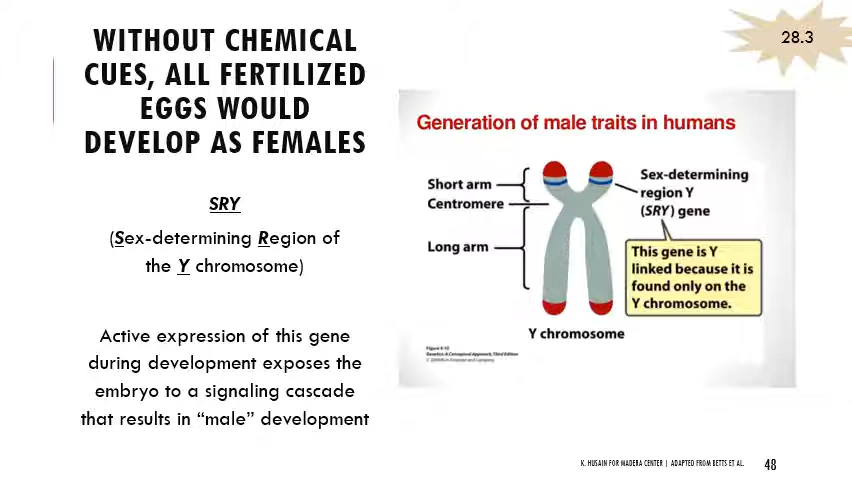 28.3
WITHOUT CHEMICAL
CUES, ALL FERTILIZED
EGGS WOULD
DEVELOP AS FEMALES
SRY
(Sex-determining Region of
the Y chromosome)
Active expression of this gene
during development exposes the
embryo to a signaling cascade
that results in “male” development
Generation of male traits in humans
Short arm
Centromere
Long arm
Sex-determining
region Y
(SRY) gene
This gene is Y
linked because it is
found only on the
Y chromosome.
Y chromosome
Figure 4-10
Genetics: A Conceptual Approach, Third Edition
K. HUSAIN FOR MADERA CENTER | ADAPTED FROM BETTS ET AL.
48